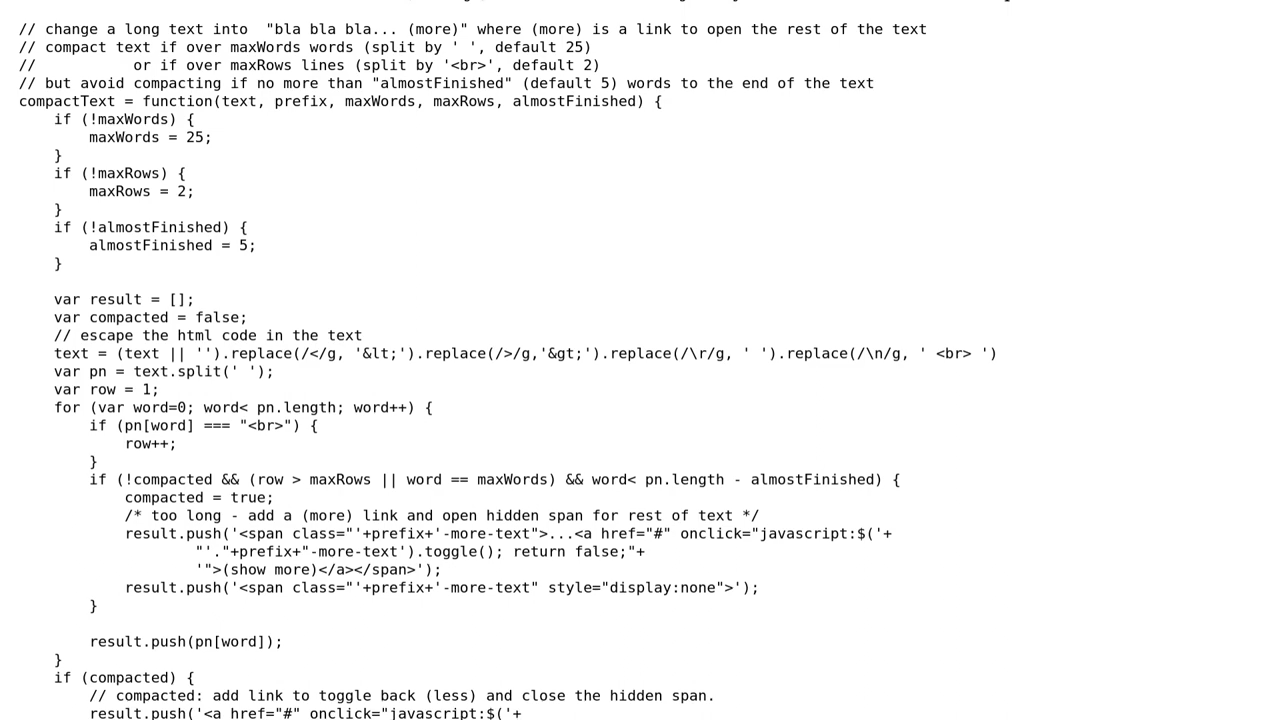 // change a long text into  "bla bla bla... (more)" where (more) is a link to open the rest of the text
// compact text if over maxWords words (split by ' ', default 25)
//           or if over maxRows lines (split by '<br>', default 2)
// but avoid compacting if no more than "almostFinished" (default 5) words to the end of the text
compactText = function(text, prefix, maxWords, maxRows, almostFinished) {
    if (!maxWords) {
        maxWords = 25;
    }
    if (!maxRows) {
        maxRows = 2;
    }
    if (!almostFinished) {
        almostFinished = 5;
    }

    var result = [];
    var compacted = false;
    // escape the html code in the text
    text = (text || '').replace(/</g, '&lt;').replace(/>/g,'&gt;').replace(/\r/g, ' ').replace(/\n/g, ' <br> ')
    var pn = text.split(' ');
    var row = 1;
    for (var word=0; word< pn.length; word++) {
        if (pn[word] === "<br>") {
            row++;
        }
        if (!compacted && (row > maxRows || word == maxWords) && word< pn.length - almostFinished) {
            compacted = true;
            /* too long - add a (more) link and open hidden span for rest of text */
            result.push('<span class="'+prefix+'-more-text">...<a href="#" onclick="javascript:$('+
                    "'."+prefix+"-more-text').toggle(); return false;"+
                    '">(show more)</a></span>');
            result.push('<span class="'+prefix+'-more-text" style="display:none">');
        }

        result.push(pn[word]);
    }
    if (compacted) {
        // compacted: add link to toggle back (less) and close the hidden span.
        result.push('<a href="#" onclick="javascript:$('+